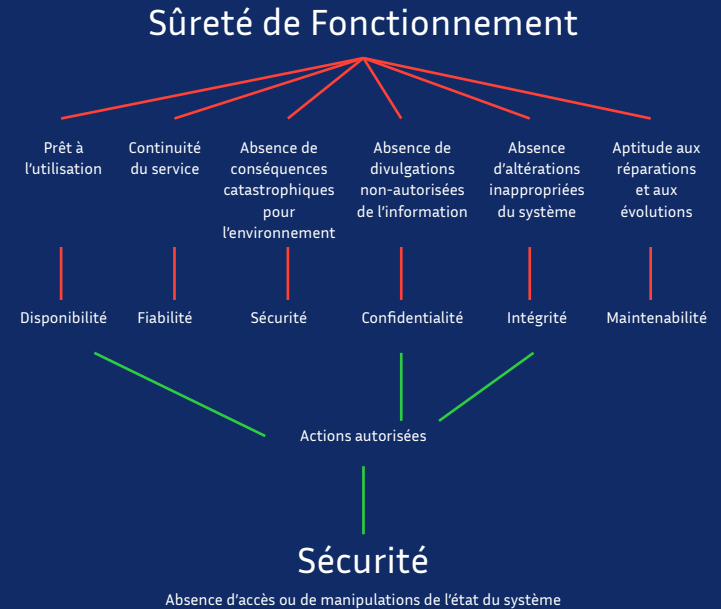 Sûreté de Fonctionnement
Prêt à
l'utilisation
Continuité
du service
Absence de
conséquences
catastrophiques
pour
l'environnement
Absence de
divulgations
non-autorisées
de l'information
Absence
d'altérations
inappropriées
du système
Aptitude aux
réparations
et aux
évolutions
Disponibilité
Fiabilité
Sécurité
Confidentialité
Intégrité
Maintenabilité
Actions autorisées
Sécurité
Absence d'accès ou de manipulations de l'état du système